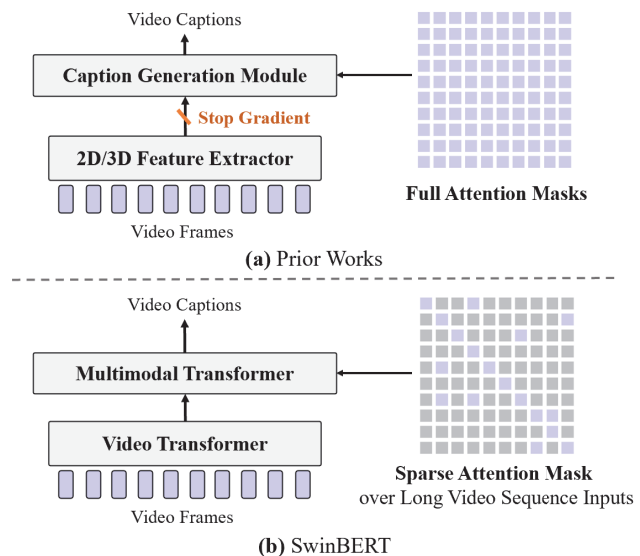 Video Captions
Caption Generation Module
Stop Gradient
2D/3D Feature Extractor
Full Attention Masks
Video Frames
(a) Prior Works
Video Captions
Multimodal Transformer
Video Transformer
Sparse Attention Mask
over Long Video Sequence Inputs
Video Frames
(b) SwinBERT